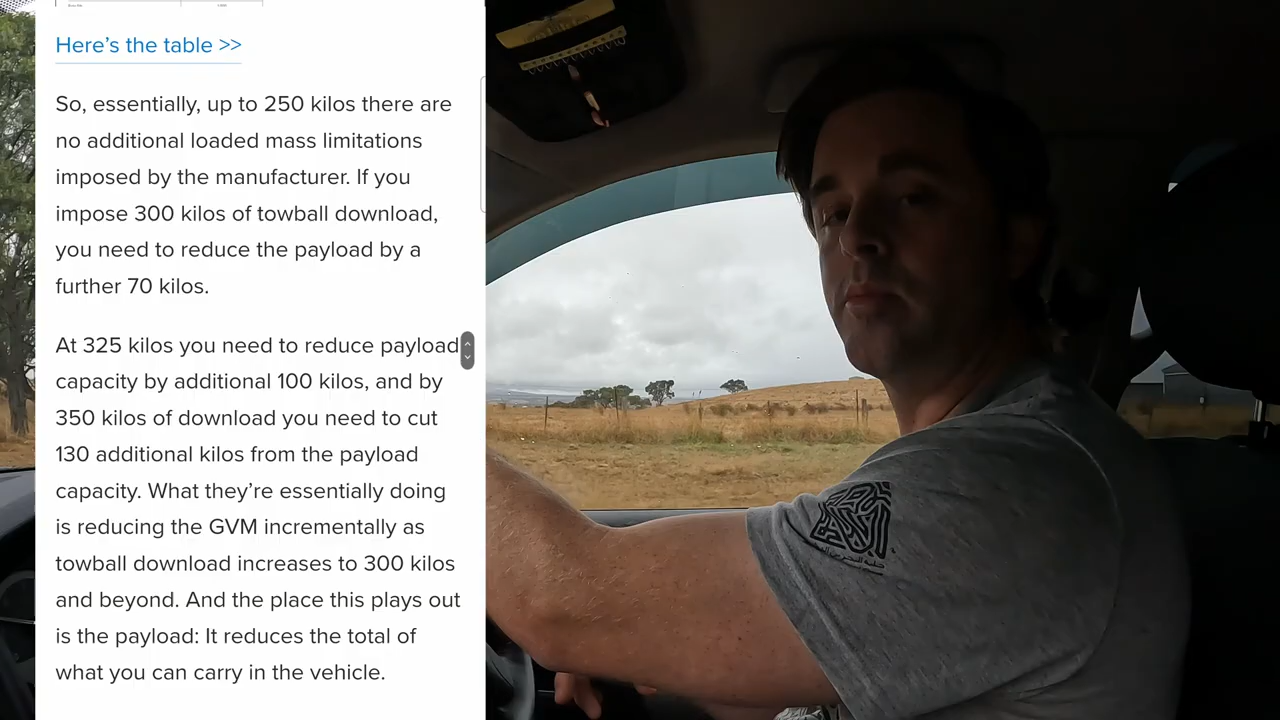 Here’s the table >>
So, essentially, up to 250 kilos there are
no additional loaded mass limitations
imposed by the manufacturer. If you
impose 300 kilos of towball download,
you need to reduce the payload by a
further 70 kilos.
At 325 kilos you need to reduce payload
capacity by additional 100 kilos, and by
350 kilos of download you need to cut
130 additional kilos from the payload
capacity. What they’re essentially doing
is reducing the GVM incrementally as
towball download increases to 300 kilos
and beyond. And the place this plays out
is the payload: It reduces the total of
what you can carry in the vehicle.